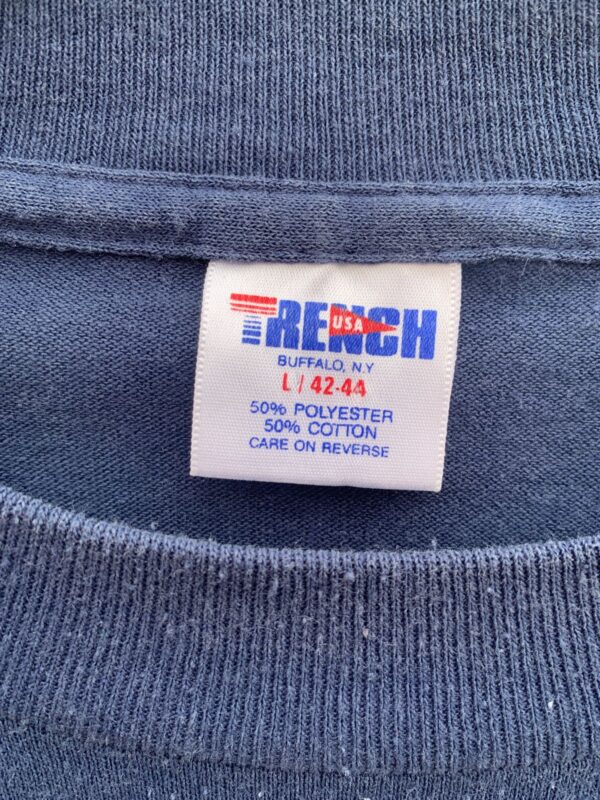 TRENCH
USA
BUFFALO, N.Y
L / 42-44
50% POLYESTER
50% COTTON
CARE ON REVERSE